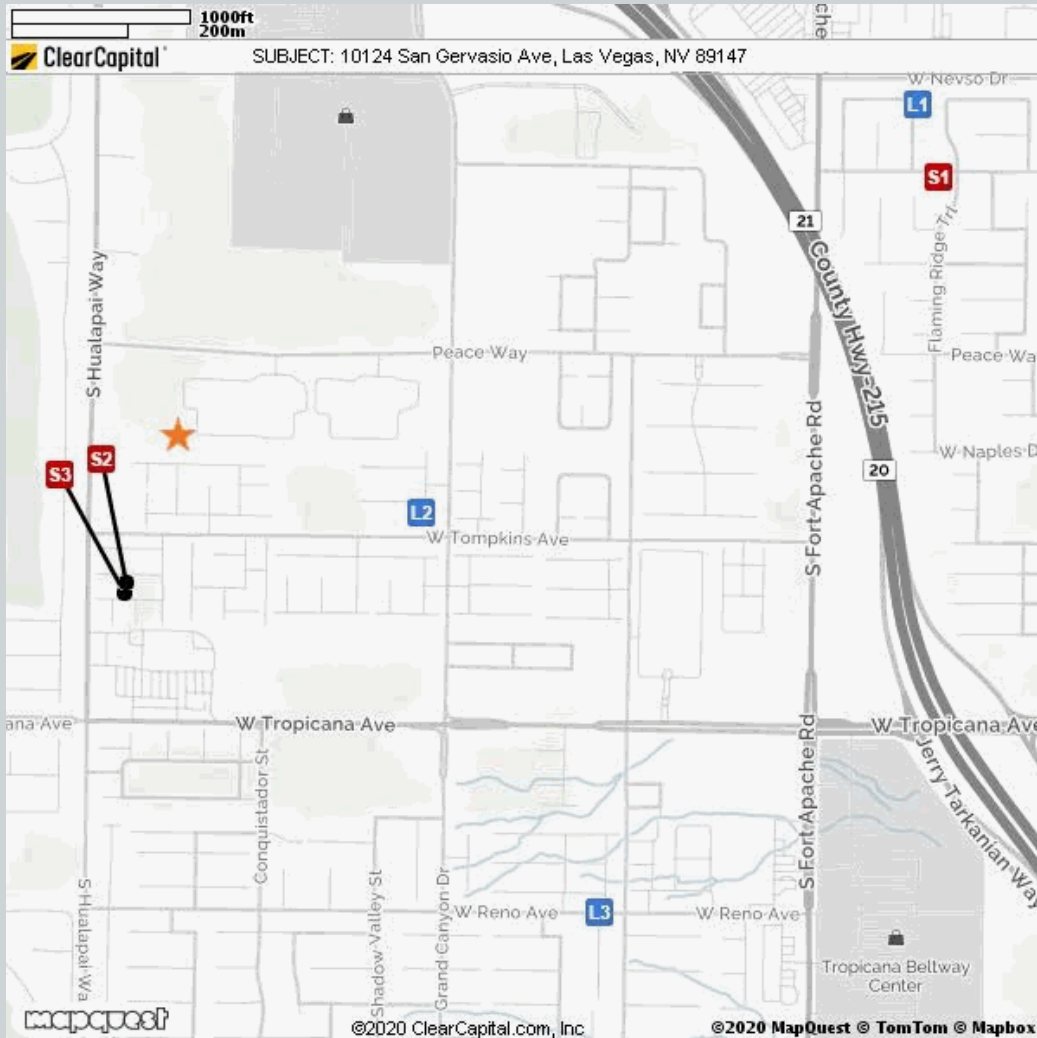 1000ft
200m
ClearCapital
SUBJECT: 10124 San Gervasio Ave, Las Vegas, NV 89147
che
W Nevso Dr
L1
S1
21
County Hwy-215
Flaming Ridge Trl
S Hualapai Way
Peace Way
Peace Wa
S Fort Apache Rd
S2
S3
W Naples D
20
L2
W Tompkins Ave
ana Ave
W Tropicana Ave
W Tropicana Ave
Conquistador St
Jerry Tarkanian Way
S Fort Apache Rd
S Hualapai Wa
Shadow Valley St
Grand Canyon Dr
W Reno Ave
L3
W Reno Ave
Tropicana Beltway
Center
mapquest
©2020 ClearCapital.com, Inc
©2020 MapQuest © TomTom © Mapbox